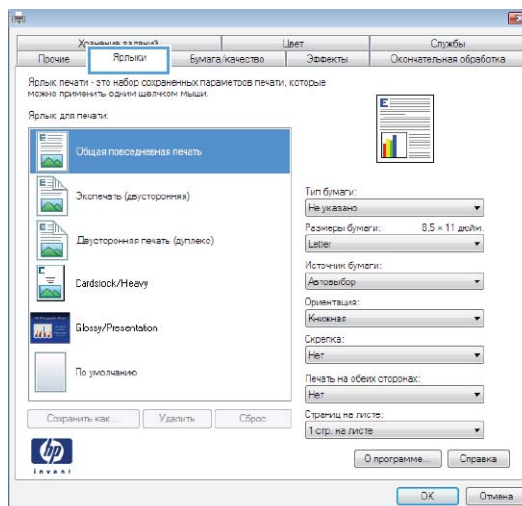 Хранение заданий Цвет Службы
Прочие Ярлыки Бумага/качество Эффекты Окончательная обработка
Ярлык печати - это набор сохраненных параметров печати, которые
можно применить одним щелчком мыши.
Ярлык для печати:
Общая повседневная печать
Экопечать (двусторонняя)
Двусторонняя печать (дуплекс)
Cardstock/Heavy
Glossy/Presentation
По умолчанию
Сохранить как... Удалить Сброс
Тип бумаги:
Не указано
Размеры бумаги: 8,5 × 11 дюйм.
Letter
Источник бумаги:
Автовыбор
Ориентация:
Книжная
Скрепка:
Нет
Печать на обеих сторонах:
Нет
Страниц на листе:
1 стр. на листе
hp
invent
О программе... Справка
OK Отмена